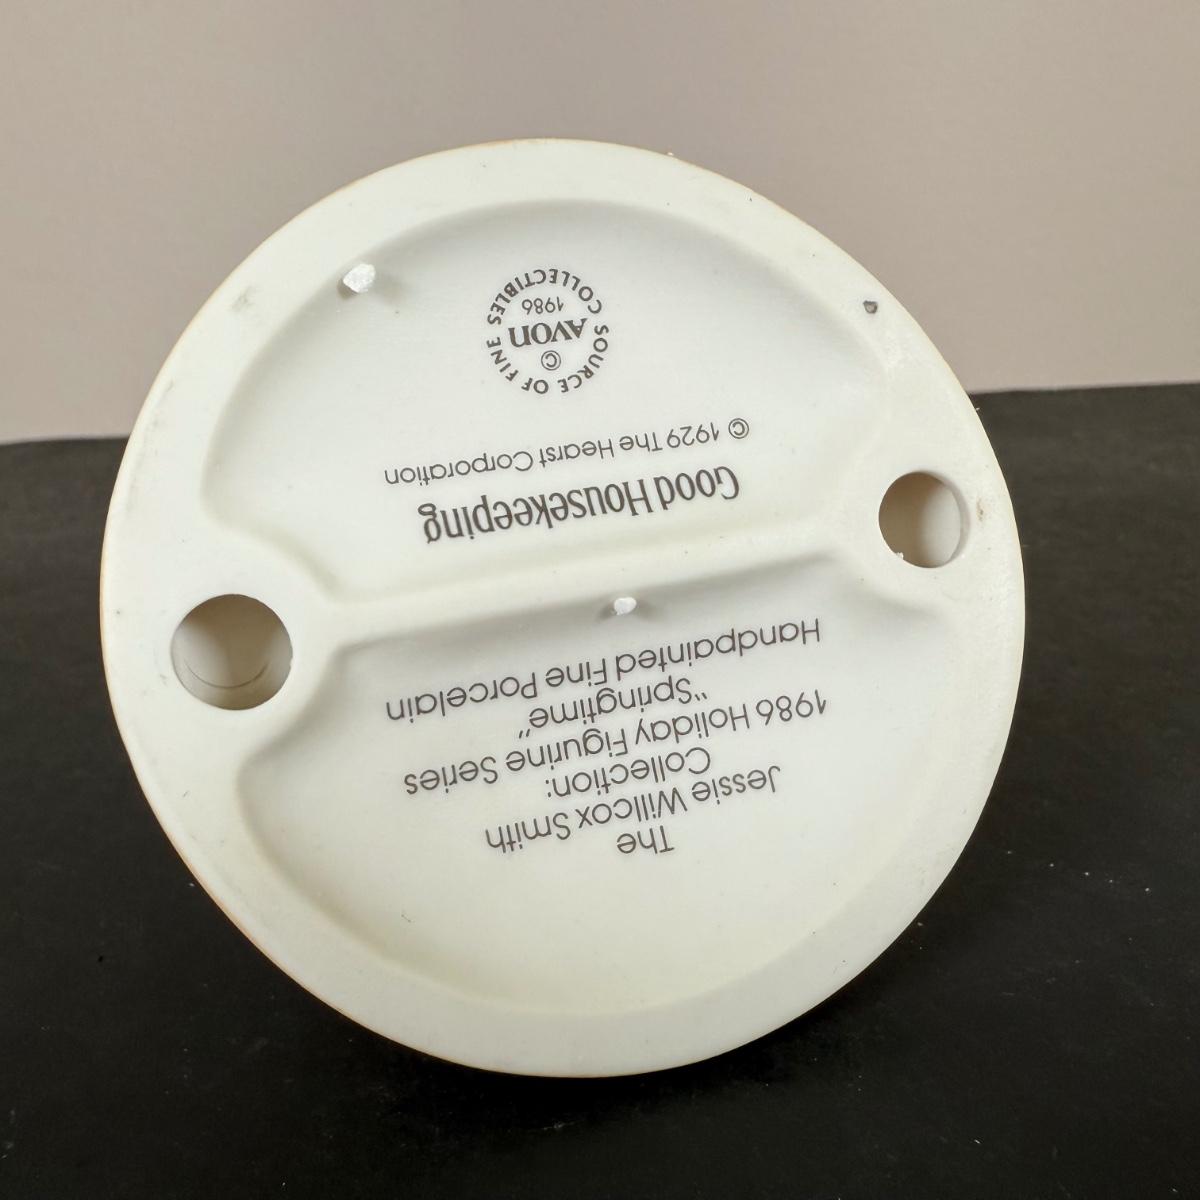 The
Jessie Willcox Smith
Collection:
1986 Holiday Figurine Series
"Springtime"
Handpainted Fine Porcelain
Good Housekeeping
© 1929 The Hearst Corporation
SOURCE OF FINE COLLECTIBLES
©
AVON
1986